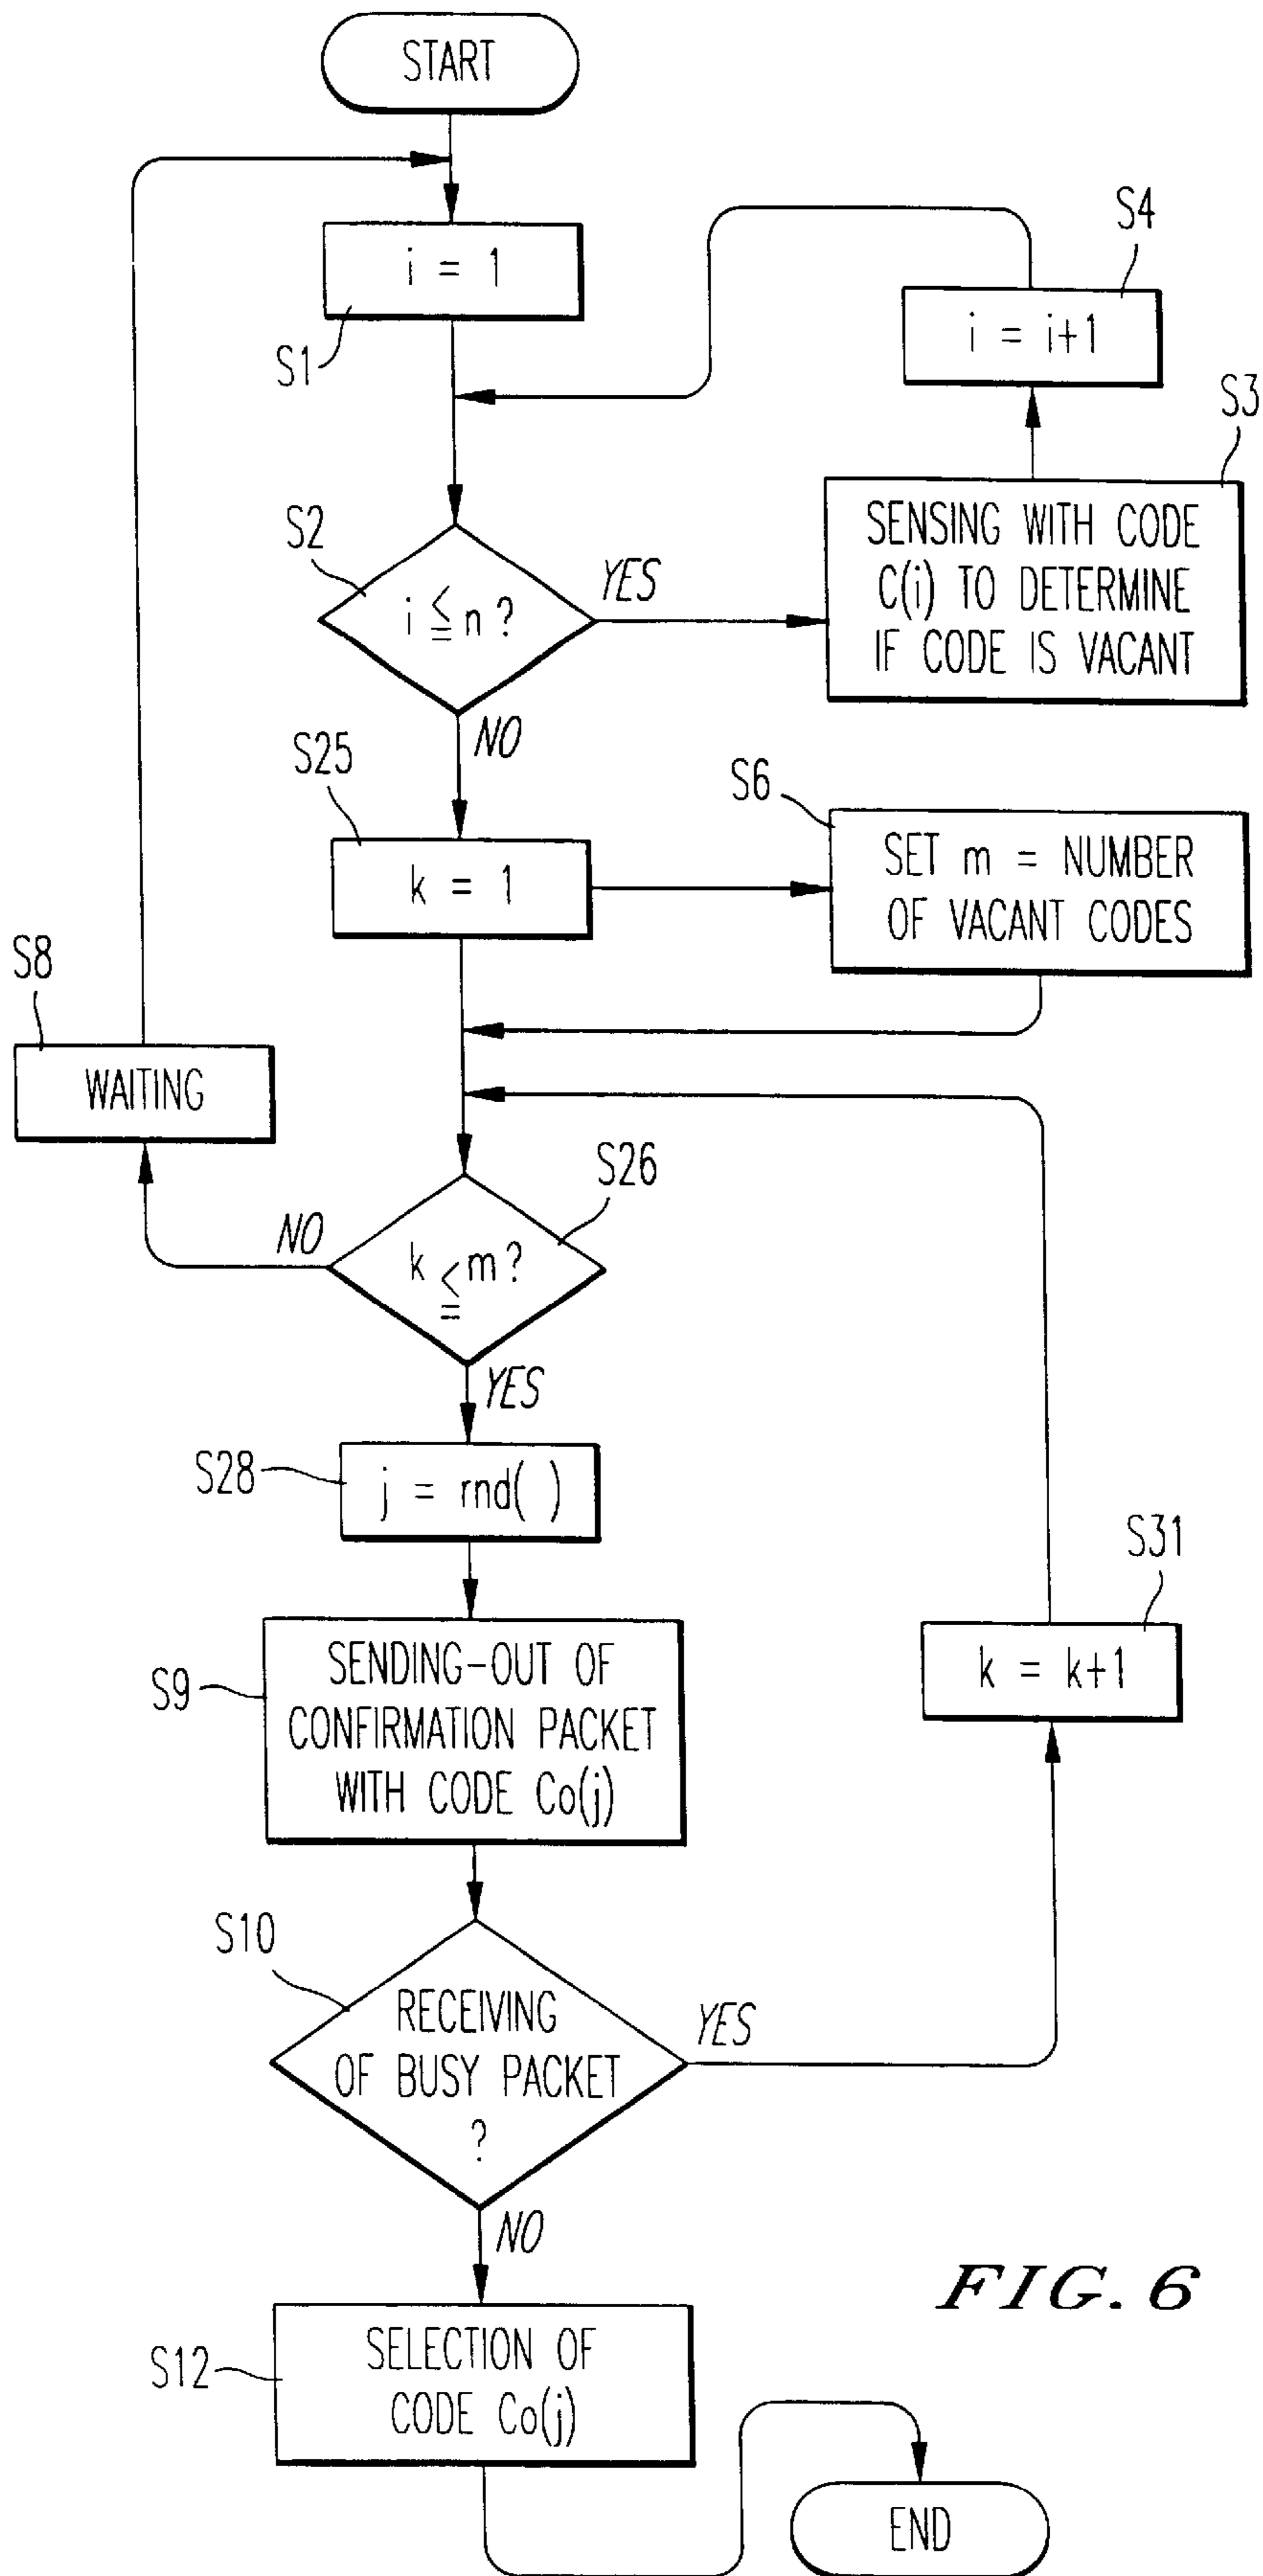 START
i = 1
S1
S4
i = i+1
S3
SENSING WITH CODE
C(i) TO DETERMINE
IF CODE IS VACANT
S2
i ≦ n?
YES
NO
S25
k = 1
S6
SET m = NUMBER
OF VACANT CODES
S8
WAITING
S26
k ≦ m?
NO
YES
S28
j = rnd( )
S31
k = k+1
S9
SENDING-OUT OF
CONFIRMATION PACKET
WITH CODE Co(j)
S10
RECEIVING
OF BUSY PACKET
?
YES
NO
FIG. 6
S12
SELECTION OF
CODE Co(j)
END